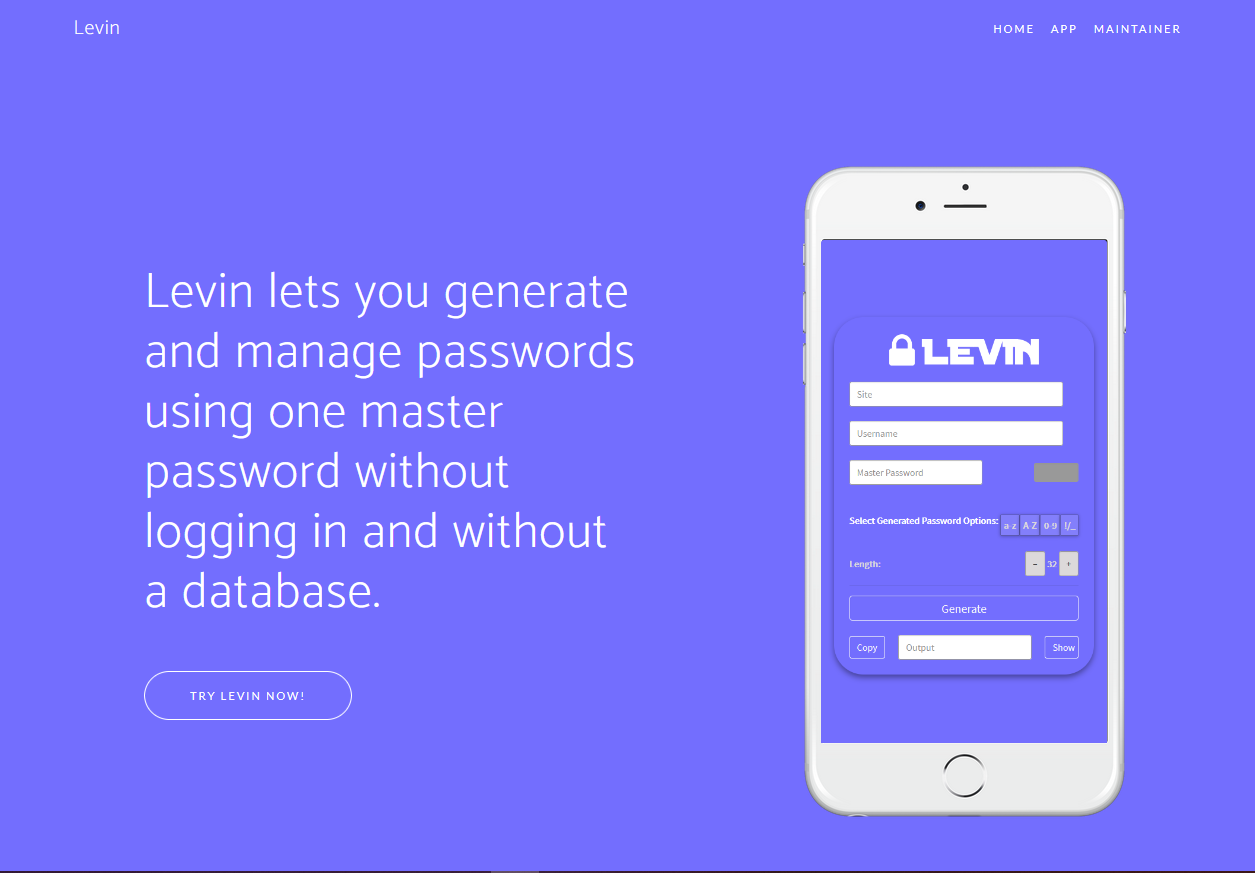 Levin
HOME APP MAINTAINER
Levin lets you generate
and manage passwords
using one master
password without
logging in and without
a database.
TRY LEVIN NOW!
LEVIN
Site
Username
Master Password
Select Generated Password Options: a-z A-Z 0-9 !/_
Length: - 32 +
Generate
Copy Output Show